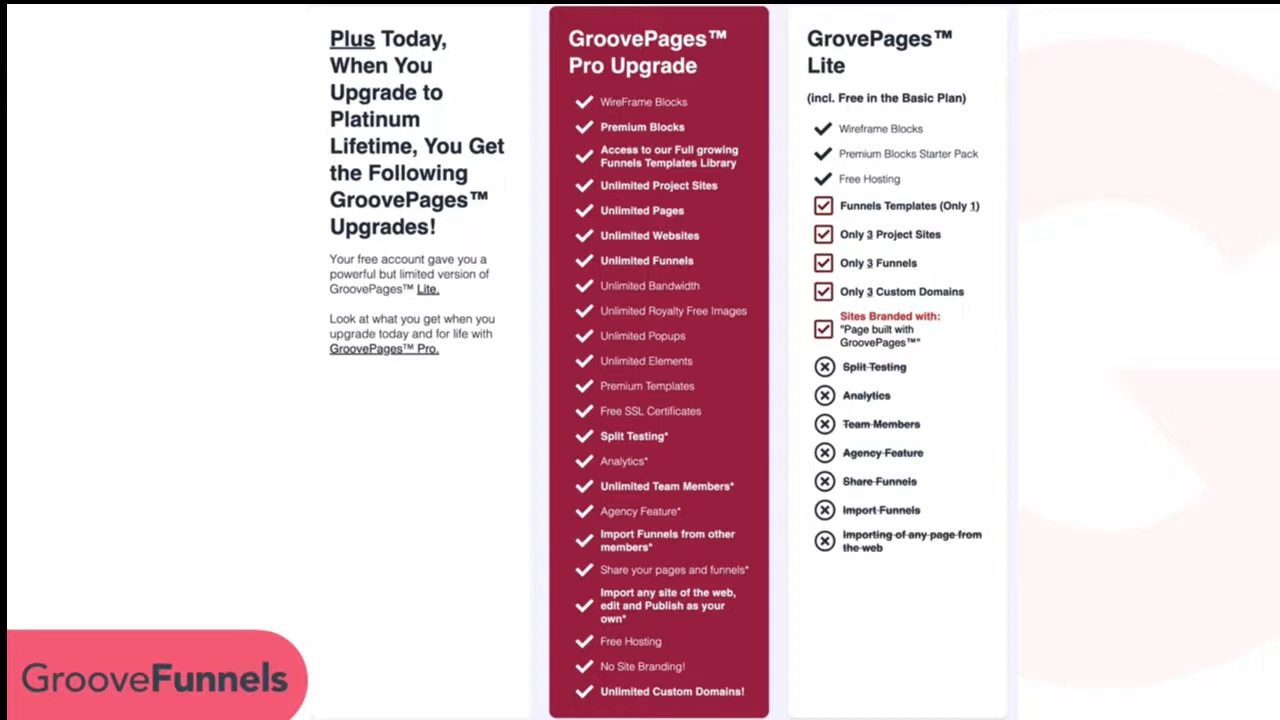 Plus Today,
When You
Upgrade to
Platinum
Lifetime, You Get
the Following
GroovePages™
Upgrades!
Your free account gave you a
powerful but limited version of
GroovePages™ Lite.
Look at what you get when you
upgrade today and for life with
GroovePages™ Pro.
GroovePages™
Pro Upgrade
WireFrame Blocks
Premium Blocks
Access to our Full growing
Funnels Templates Library
Unlimited Project Sites
Unlimited Pages
Unlimited Websites
Unlimited Funnels
Unlimited Bandwidth
Unlimited Royalty Free Images
Unlimited Popups
Unlimited Elements
Premium Templates
Free SSL Certificates
Split Testing*
Analytics*
Unlimited Team Members*
Agency Feature*
Import Funnels from other
members*
Share your pages and funnels*
Import any site of the web,
edit and Publish as your
own*
Free Hosting
No Site Branding!
Unlimited Custom Domains!
GrovePages™
Lite
(incl. Free in the Basic Plan)
Wireframe Blocks
Premium Blocks Starter Pack
Free Hosting
Funnels Templates (Only 1)
Only 3 Project Sites
Only 3 Funnels
Only 3 Custom Domains
Sites Branded with:
"Page built with
GroovePages™"
Split Testing
Analytics
Team Members
Agency Feature
Share Funnels
Import Funnels
Importing of any page from
the web
GrooveFunnels